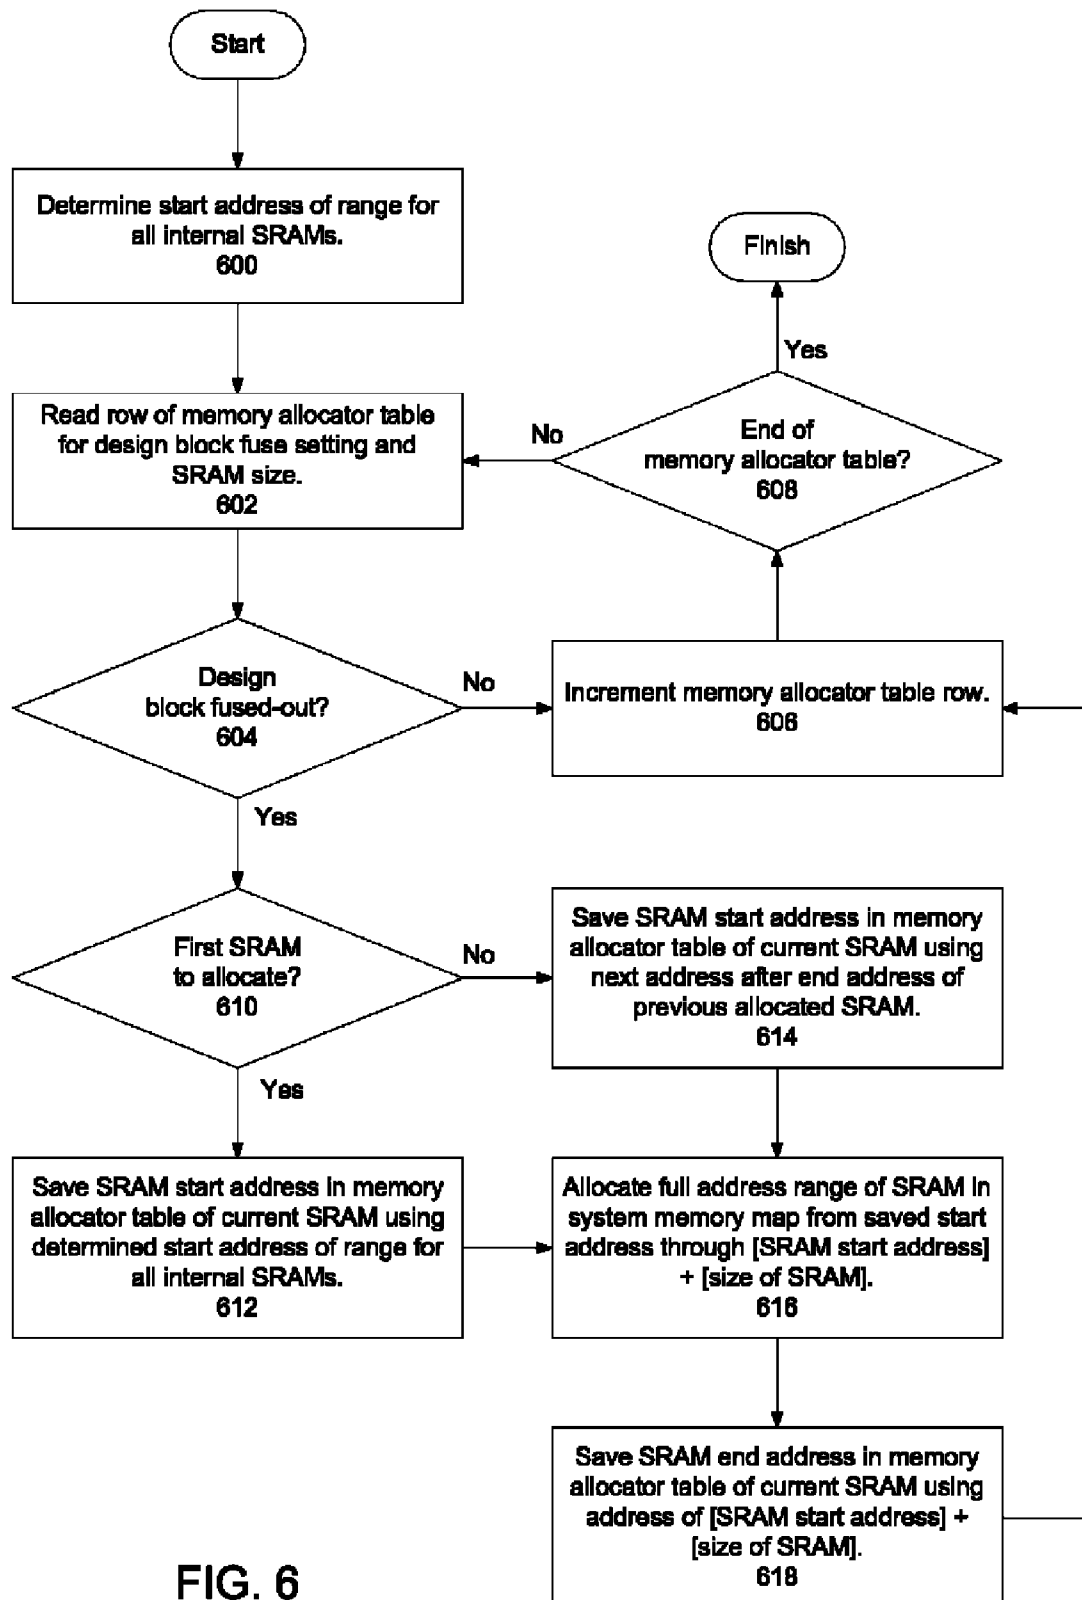 Start
Determine start address of range for
all internal SRAMs.
600
Finish
Yes
Read row of memory allocator table
for design block fuse setting and
SRAM size.
602
No
End of
memory allocator table?
608
Design
block fused-out?
604
No
Increment memory allocator table row.
606
Yes
First SRAM
to allocate?
610
No
Save SRAM start address in memory
allocator table of current SRAM using
next address after end address of
previous allocated SRAM.
614
Yes
Save SRAM start address in memory
allocator table of current SRAM using
determined start address of range for
all internal SRAMs.
612
Allocate full address range of SRAM in
system memory map from saved start
address through [SRAM start address]
+ [size of SRAM].
616
Save SRAM end address in memory
allocator table of current SRAM using
address of [SRAM start address] +
[size of SRAM].
618
FIG. 6